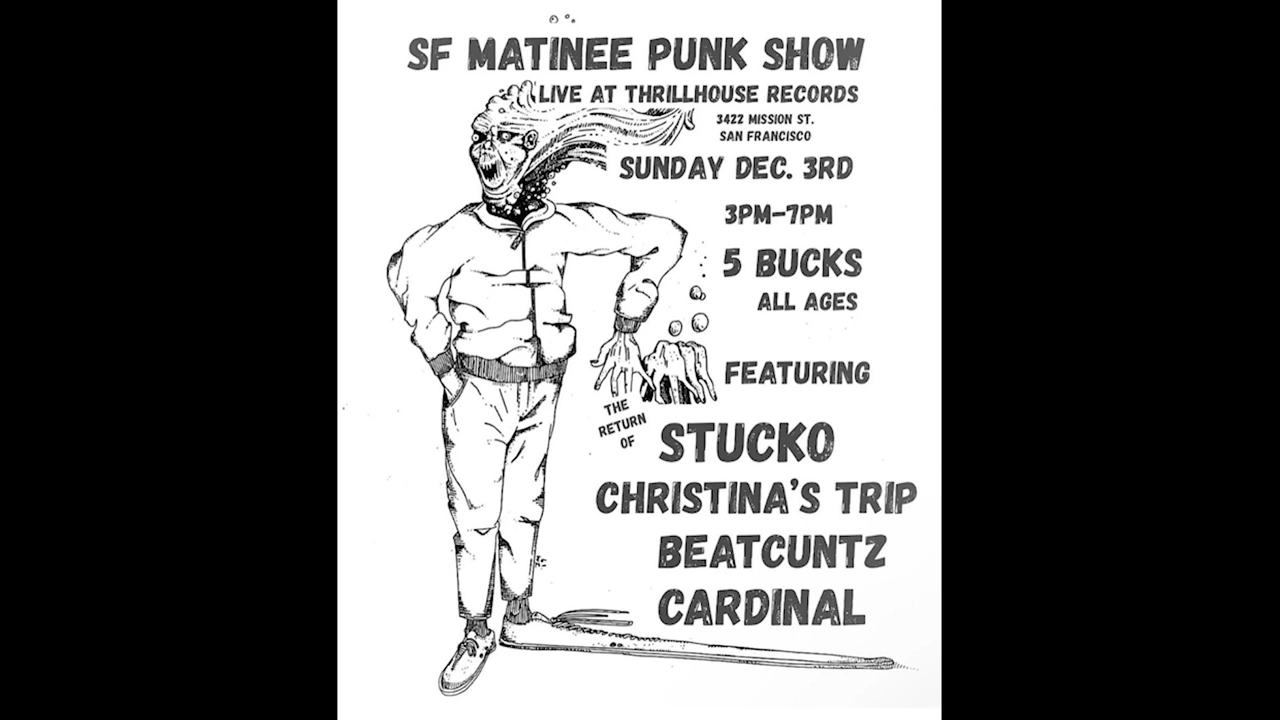 SF MATINEE PUNK SHOW
LIVE AT THRILLHOUSE RECORDS
3422 MISSION ST.
SAN FRANCISCO
SUNDAY DEC. 3RD
3PM-7PM
5 BUCKS
ALL AGES
FEATURING
THE
RETURN
OF
STUCKO
CHRISTINA'S TRIP
BEATCUNTZ
CARDINAL